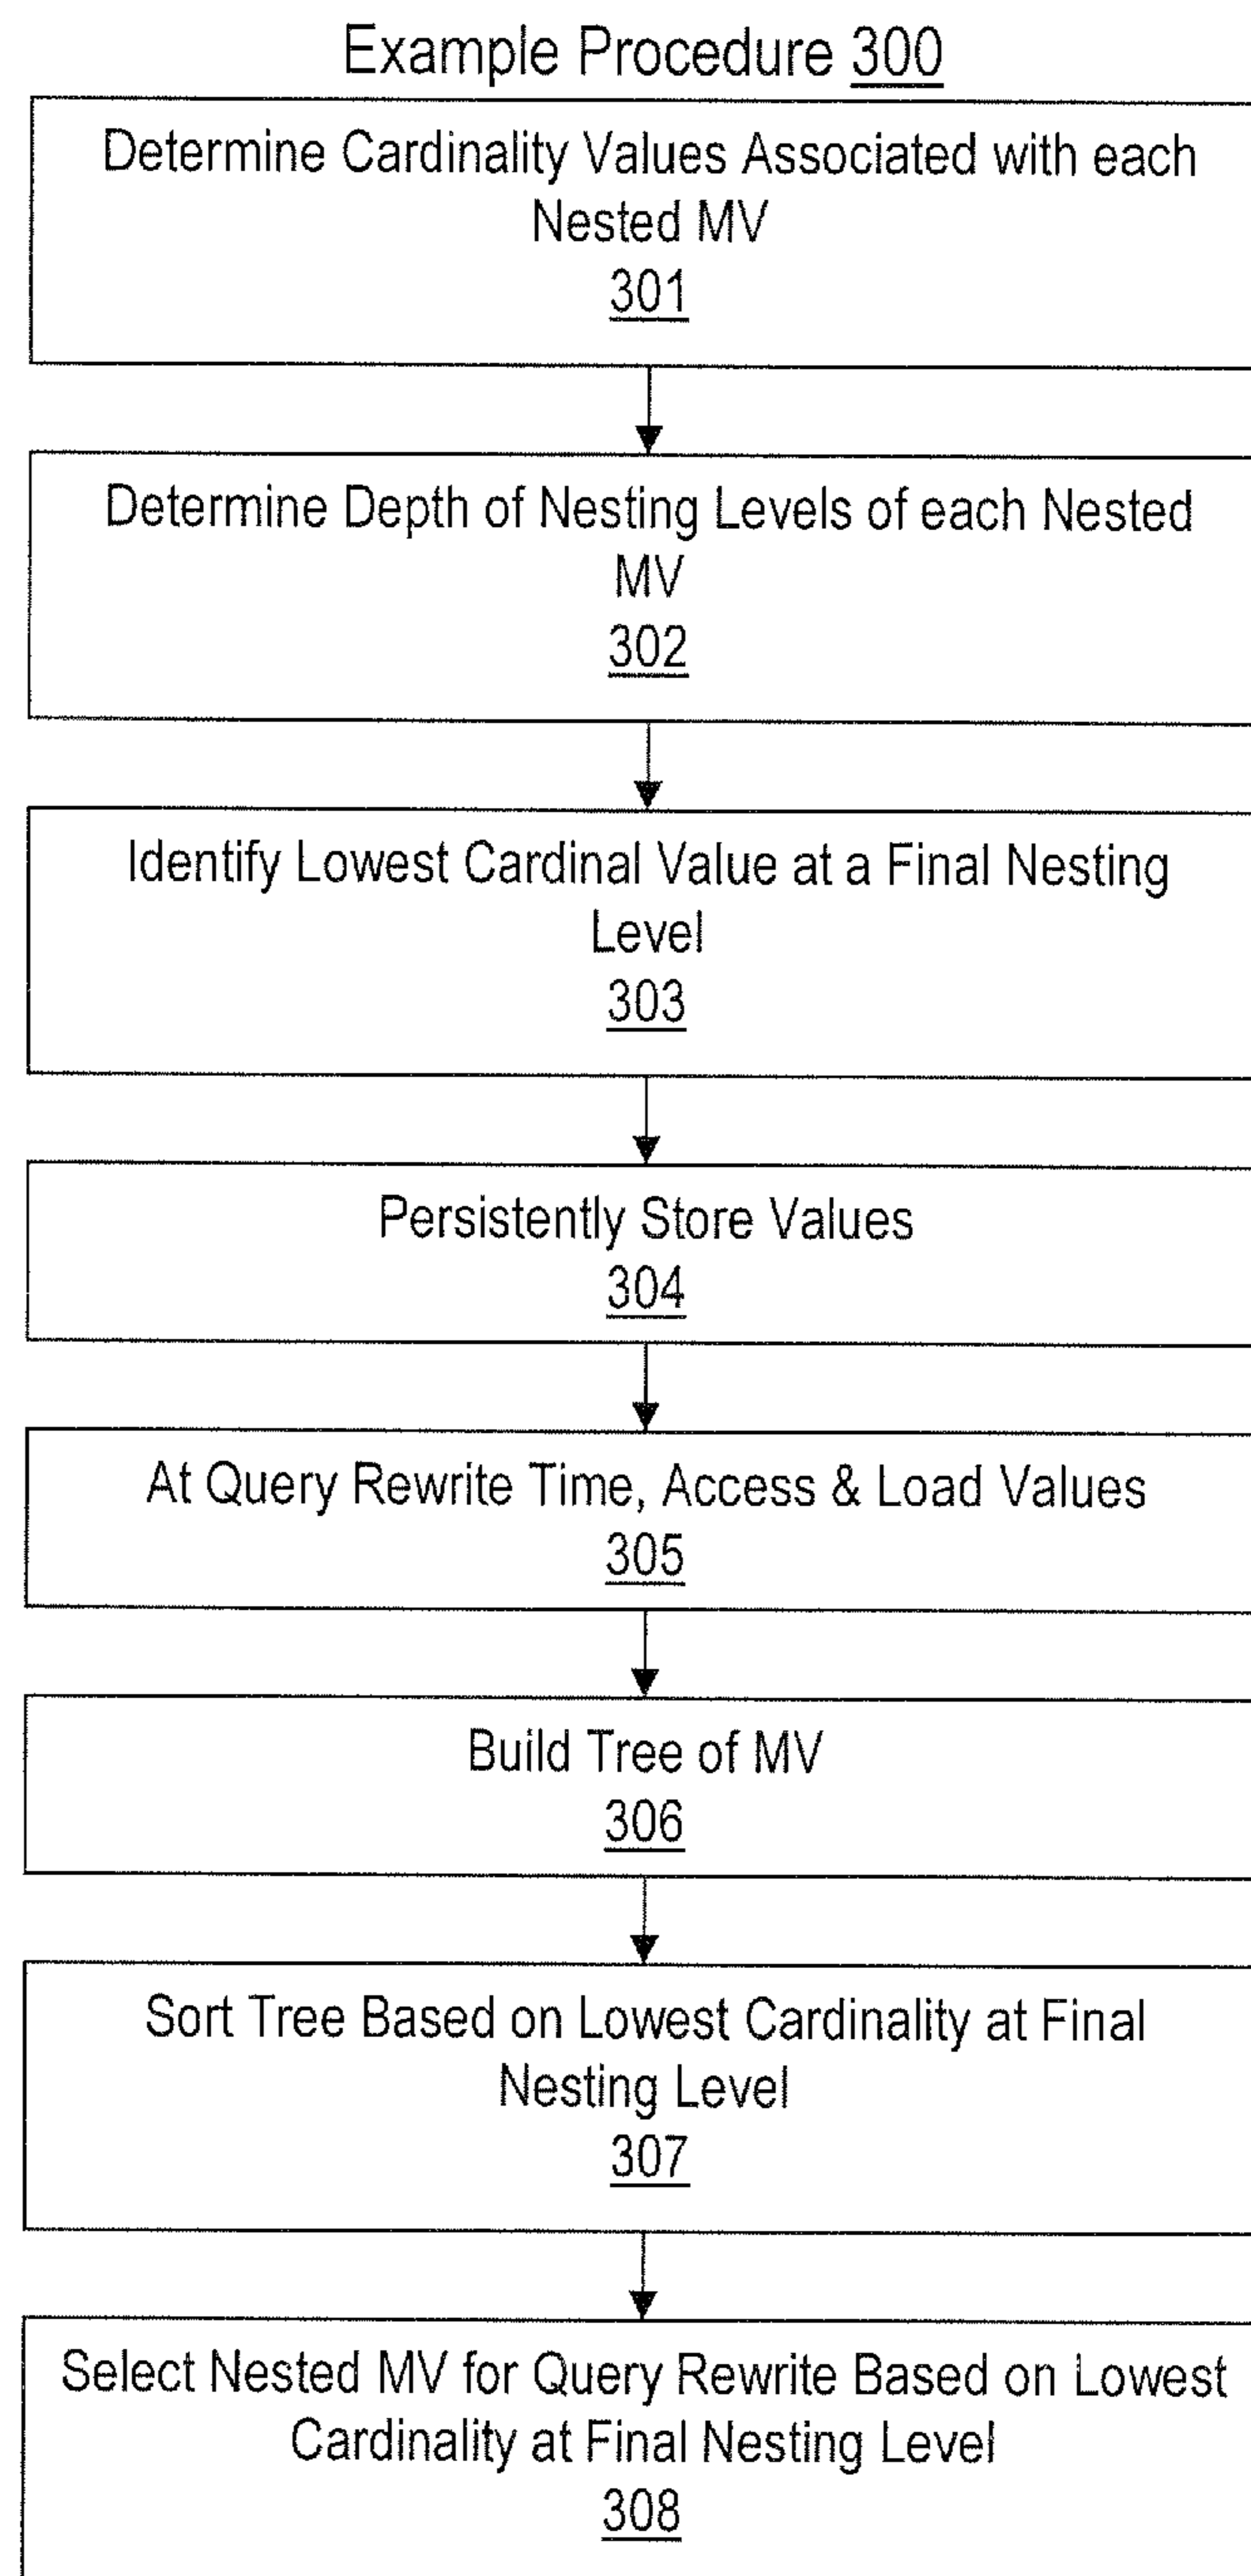 Example Procedure 300
Determine Cardinality Values Associated with each
Nested MV
301
Determine Depth of Nesting Levels of each Nested
MV
302
Identify Lowest Cardinal Value at a Final Nesting
Level
303
Persistently Store Values
304
At Query Rewrite Time, Access & Load Values
305
Build Tree of MV
306
Sort Tree Based on Lowest Cardinality at Final
Nesting Level
307
Select Nested MV for Query Rewrite Based on Lowest
Cardinality at Final Nesting Level
308